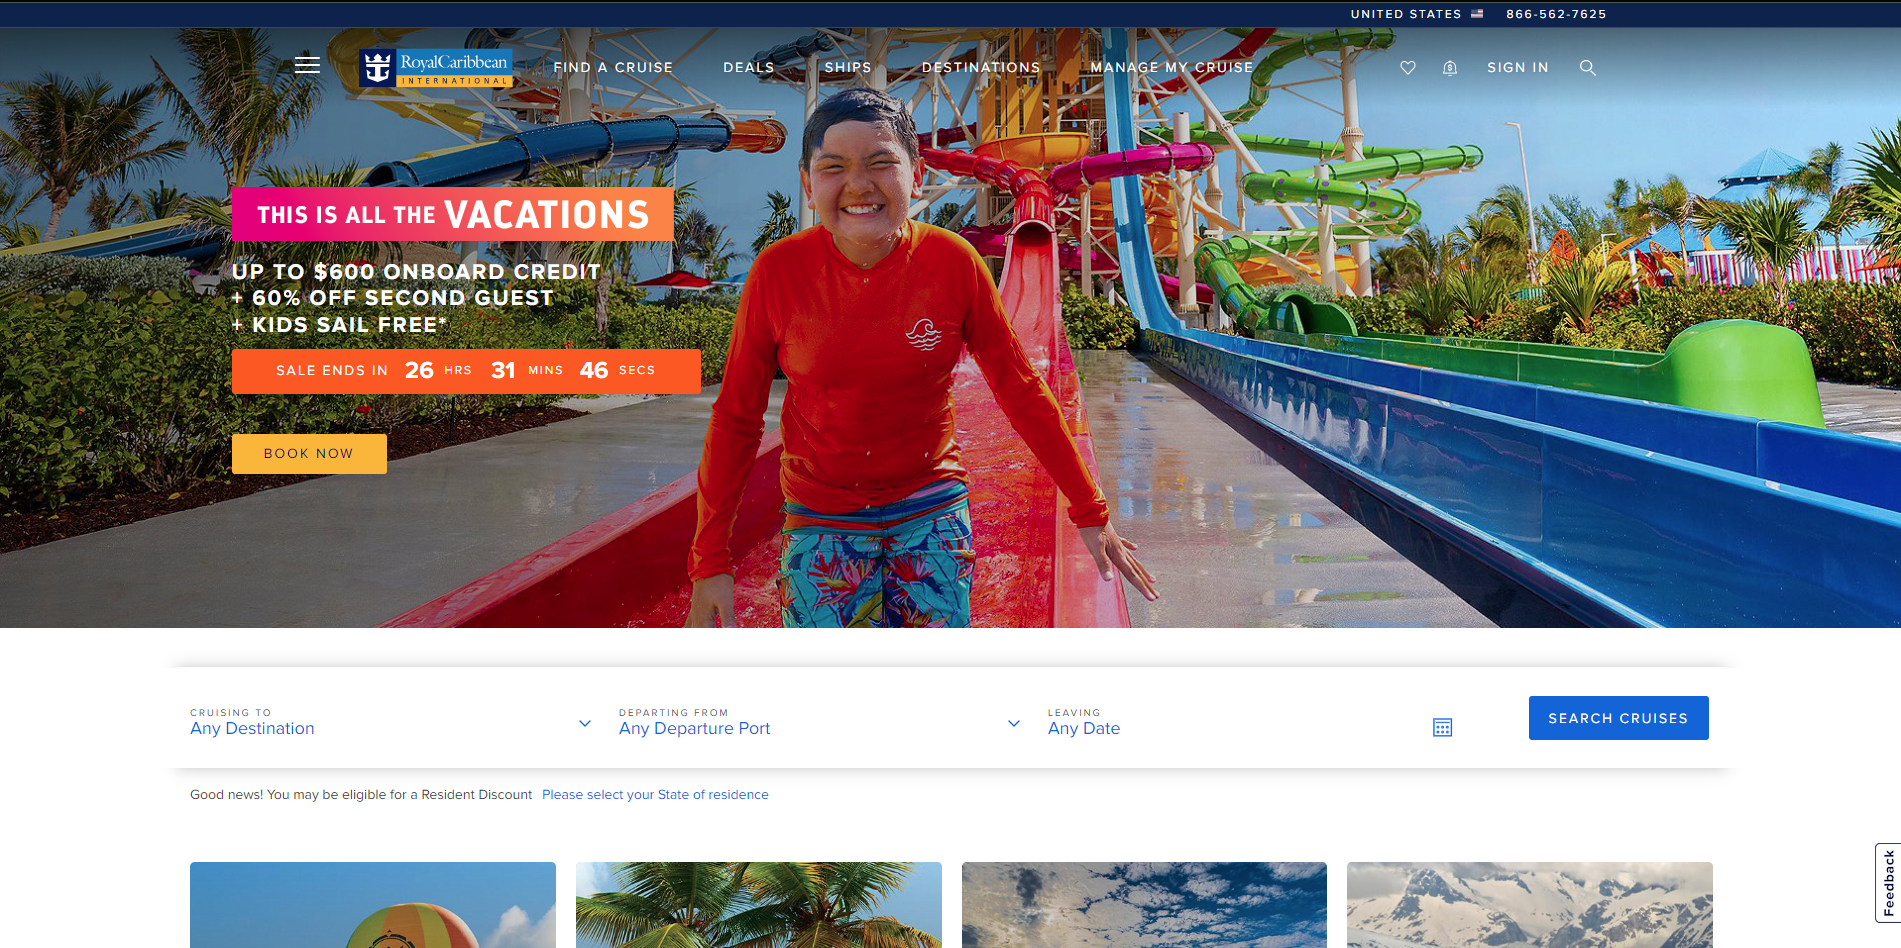 UNITED STATES 866-562-7625
RoyalCaribbean
INTERNATIONAL
FIND A CRUISE DEALS SHIPS DESTINATIONS MANAGE MY CRUISE SIGN IN
THIS IS ALL THE VACATIONS
UP TO $600 ONBOARD CREDIT
+ 60% OFF SECOND GUEST
+ KIDS SAIL FREE*
SALE ENDS IN 26 HRS 31 MINS 46 SECS
BOOK NOW
CRUISING TO
Any Destination
DEPARTING FROM
Any Departure Port
LEAVING
Any Date
SEARCH CRUISES
Good news! You may be eligible for a Resident Discount Please select your State of residence
Feedback